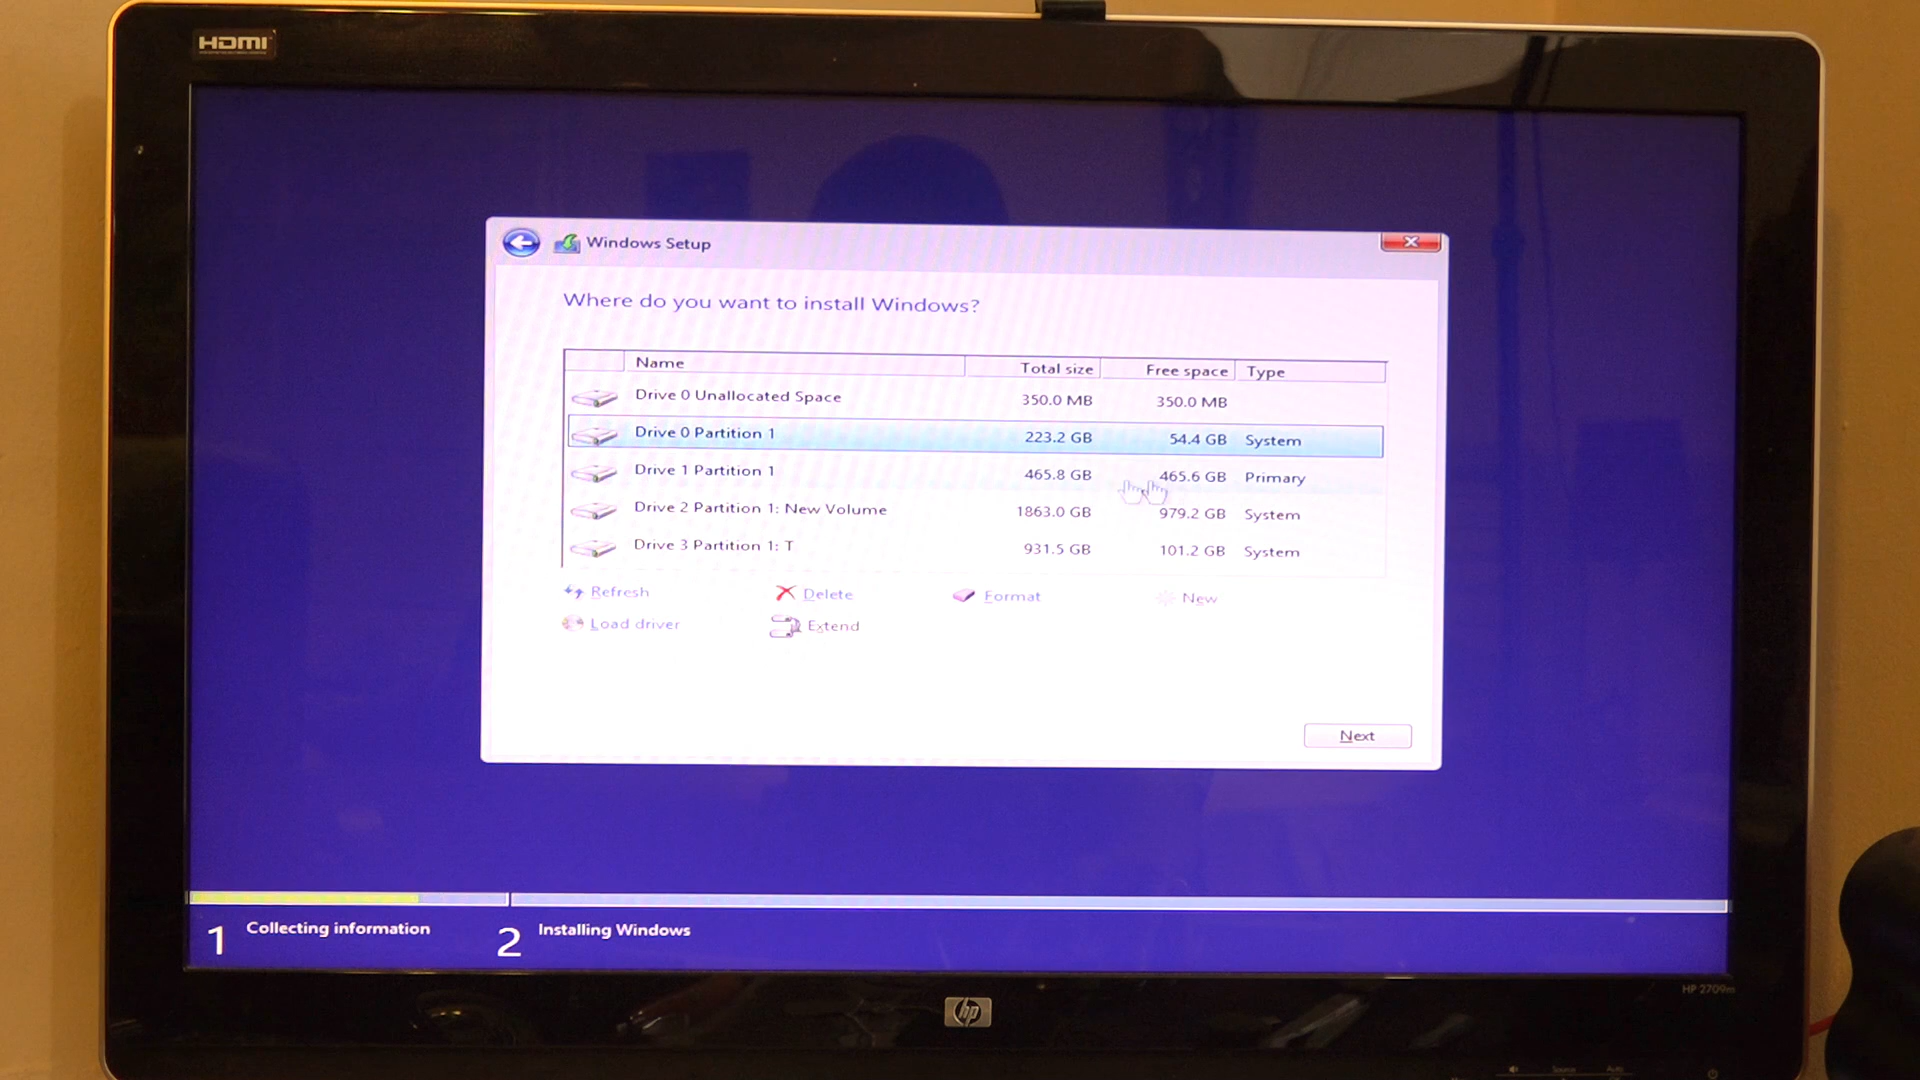 HDMI
Windows Setup
Where do you want to install Windows?
Name Total size Free space Type
Drive 0 Unallocated Space 350.0 MB 350.0 MB
Drive 0 Partition 1 223.2 GB 54.4 GB System
Drive 1 Partition 1 465.8 GB 465.6 GB Primary
Drive 2 Partition 1: New Volume 1863.0 GB 979.2 GB System
Drive 3 Partition 1: T 931.5 GB 101.2 GB System
Refresh Delete Format New
Load driver Extend
Next
1 Collecting information 2 Installing Windows
HP 2709m
hp
Source Auto